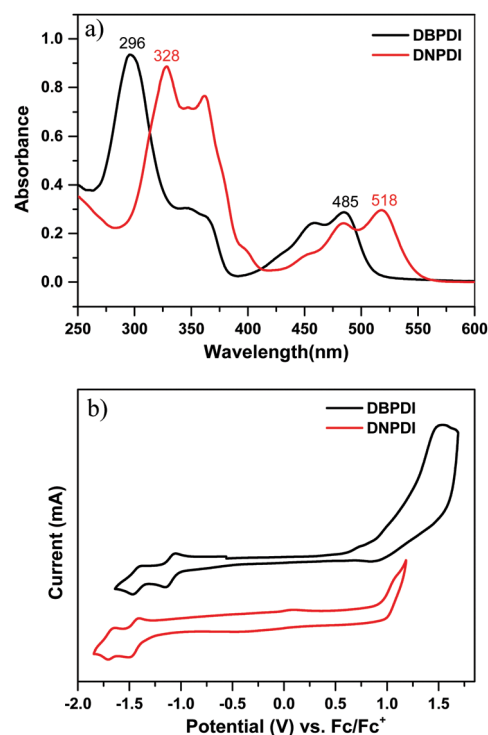 a)
296
328
DBPDI
DNPDI
485
518
1.0
0.8
0.6
0.4
0.2
0.0
Absorbance
250 300 350 400 450 500 550 600
Wavelength(nm)
b)
DBPDI
DNPDI
Current (mA)
-2.0 -1.5 -1.0 -0.5 0.0 0.5 1.0 1.5
Potential (V) vs. Fc/Fc⁺